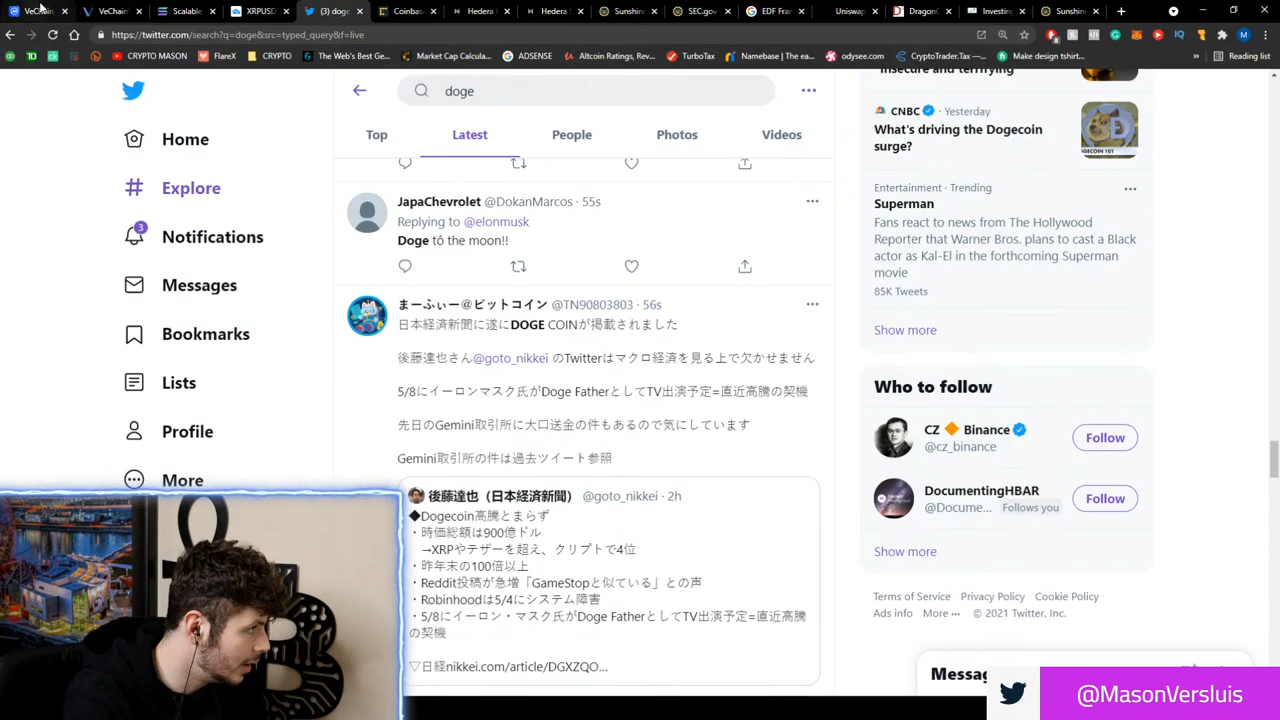 VeChain
VeChain
Scalable
XRPUSD
(3) doge
Coinbas
Hedera
Hedera
Sunshine
SEC.gov
EDF Fran
Uniswap
Dragon
Investing
Sunshine
https://twitter.com/search?q=doge&src=typed_query&f=live
CRYPTO MASON
FlareX
CRYPTO
The Web's Best Ge...
Market Cap Calcula...
ADSENSE
Altcoin Ratings, Rev...
TurboTax
Namebase | The ea...
odysee.com
CryptoTrader.Tax -...
Make design tshirt...
Reading list
Home
Explore
3
Notifications
Messages
Bookmarks
Lists
Profile
More
doge
Top
Latest
People
Photos
Videos
JapaChevrolet @DokanMarcos · 55s
Replying to @elonmusk
Doge tô the moon!!
まーふぃー@ビットコイン @TN90803803 · 56s
日本経済新聞に遂にDOGE COINが掲載されました
後藤達也さん@goto_nikkei のTwitterはマクロ経済を見る上で欠かせません
5/8にイーロンマスク氏がDoge FatherとしてTV出演予定=直近高騰の契機
先日のGemini取引所に大口送金の件もあるので気にしています
Gemini取引所の件は過去ツイート参照
後藤達也（日本経済新聞） @goto_nikkei · 2h
◆Dogecoin高騰とまらず
・時価総額は900億ドル
→XRPやテザーを超え、クリプトで4位
・昨年末の100倍以上
・Reddit投稿が急増「GameStopと似ている」との声
・Robinhoodは5/4にシステム障害
・5/8にイーロン・マスク氏がDoge FatherとしてTV出演予定=直近高騰
の契機
▽日経nikkei.com/article/DGXZQO...
insecure and terrifying
CNBC · Yesterday
What's driving the Dogecoin
surge?
Entertainment · Trending
Superman
Fans react to news from The Hollywood
Reporter that Warner Bros. plans to cast a Black
actor as Kal-El in the forthcoming Superman
movie
85K Tweets
Show more
Who to follow
CZ Binance
@cz_binance
Follow
DocumentingHBAR
@Docume... Follows you
Follow
Show more
Terms of Service Privacy Policy Cookie Policy
Ads info More ··· © 2021 Twitter, Inc.
Messag
@MasonVersluis